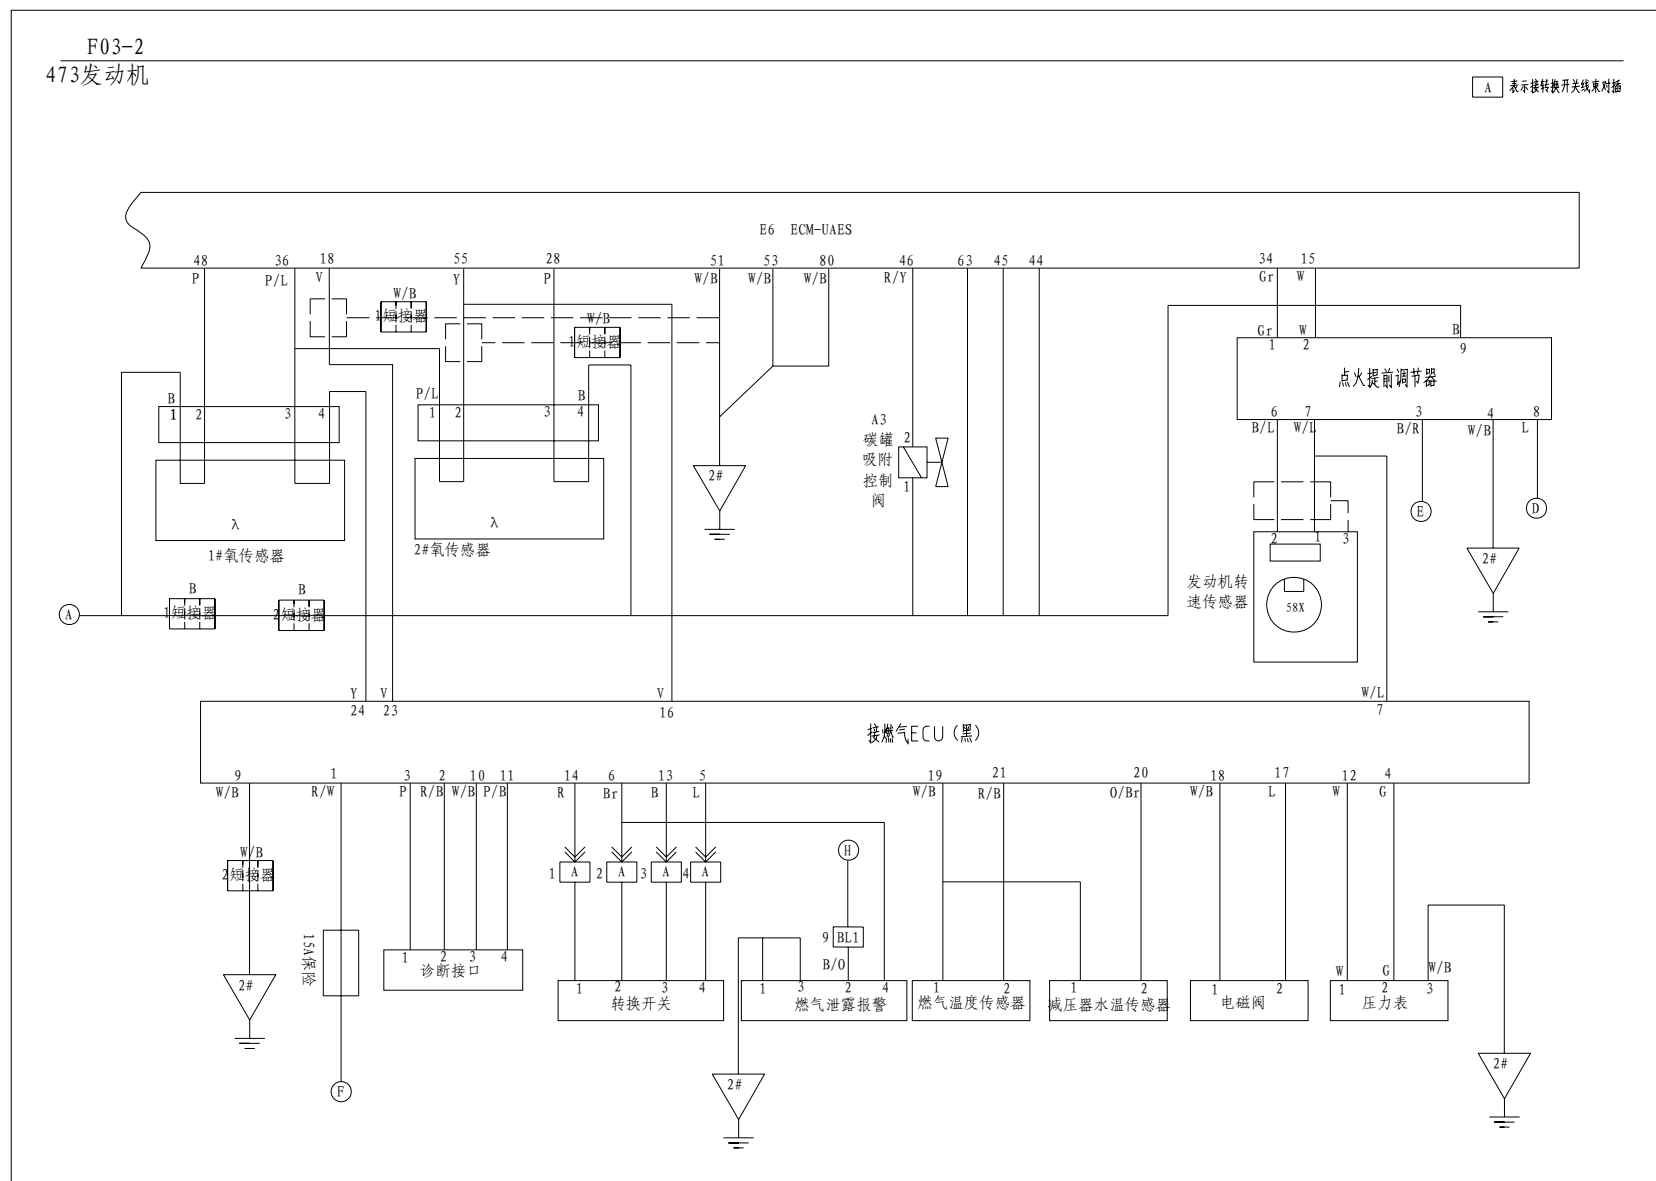 F03-2
473发动机
A 表示接转换开关线束对插
E6 ECM-UAES
48 36 18 55 28 51 53 80 46 63 45 44 34 15
P P/L V Y P W/B W/B W/B R/Y Gr W
W/B
1短接器
W/B
1短接器
Gr W B
1 2 9
点火提前调节器
6 7 3 4 8
B/L W/L B/R W/B L
P/L B
B
1 2 3 4
1 2 3 4
A3
碳罐
吸附
控制
阀
2
1
2#
λ
1#氧传感器
λ
2#氧传感器
E
D
2#
2 1 3
发动机转
速传感器
58X
A
B
1短接器
B
2短接器
Y V V W/L
24 23 16 7
接燃气ECU(黑)
9 1 3 2 10 11 14 6 13 5 19 21 20 18 17 12 4
W/B R/W P R/B W/B P/B R Br B L W/B R/B O/Br W/B L W G
W/B
2短接器
1 A 2 A 3 A 4 A
H
9 BL1
B/O
15A保险
2#
F
1 2 3 4
诊断接口
1 2 3 4
转换开关
1 3 2 4
燃气泄露报警
1 2
燃气温度传感器
1 2
减压器水温传感器
1 2
电磁阀
W G W/B
1 2 3
压力表
2#
2#